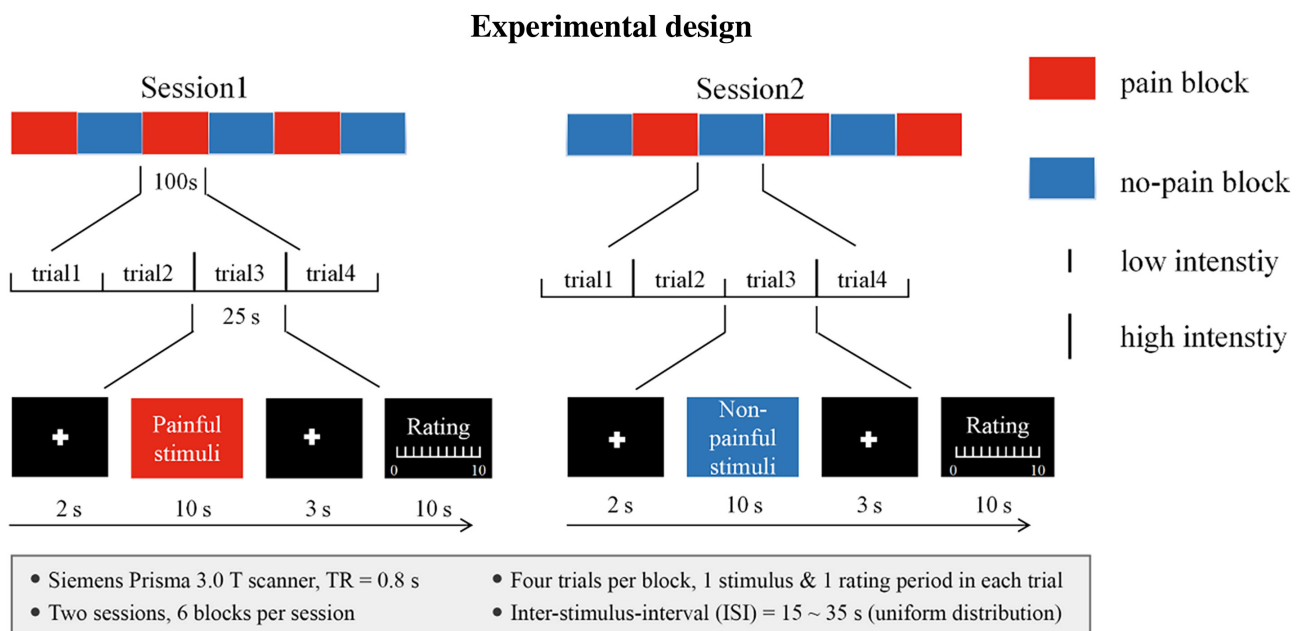 Experimental design
Session1
Session2
pain block
no-pain block
low intenstiy
high intenstiy
100s
trial1 trial2 trial3 trial4
trial1 trial2 trial3 trial4
25 s
Painful
stimuli
Rating
0 10
Non-
painful
stimuli
Rating
0 10
2 s 10 s 3 s 10 s
2 s 10 s 3 s 10 s
• Siemens Prisma 3.0 T scanner, TR = 0.8 s
• Two sessions, 6 blocks per session
• Four trials per block, 1 stimulus & 1 rating period in each trial
• Inter-stimulus-interval (ISI) = 15 ~ 35 s (uniform distribution)